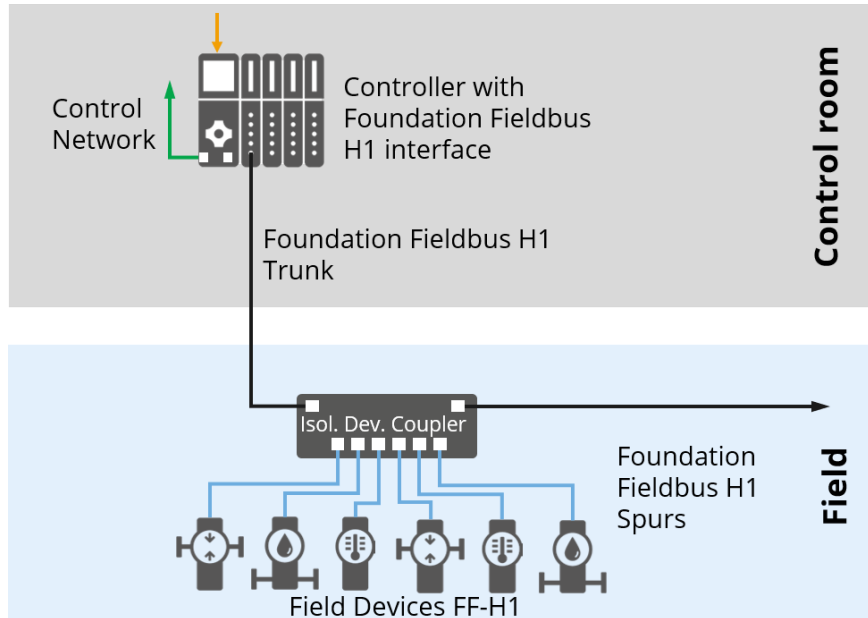 Control
Network
Controller with
Foundation Fieldbus
H1 interface
Control room
Foundation Fieldbus H1
Trunk
Isol. Dev. Coupler
Foundation
Fieldbus H1
Spurs
Field
Field Devices FF-H1